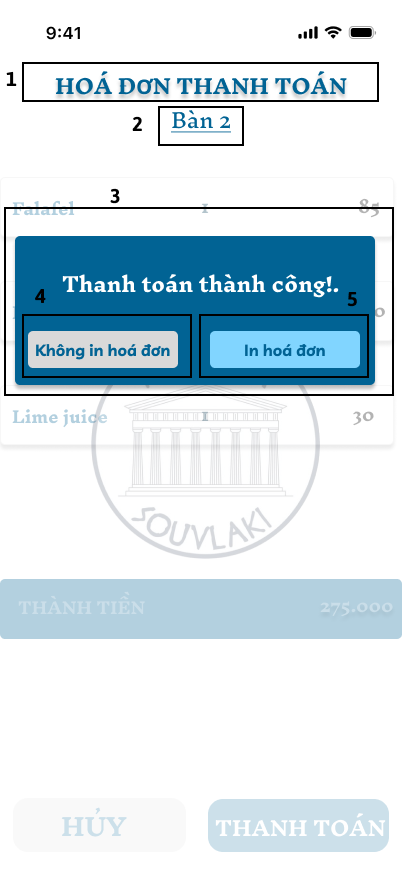 9:41
1
HOÁ ĐƠN THANH TOÁN
2
Bàn 2
3
Falafel 1 85
Thanh toán thành công!.
4
5
Không in hoá đơn
In hoá đơn
Lime juice 1 30
SOUVLAKI
THÀNH TIỀN 275.000
HỦY
THANH TOÁN